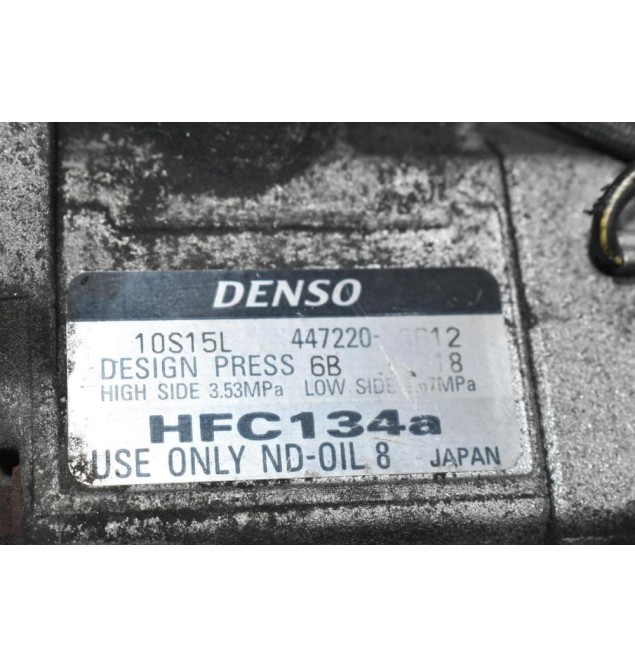 DENSO
10S15L 447220-
DESIGN PRESS 6B 18
HIGH SIDE 3.53MPa LOW SIDE
HFC134a
USE ONLY ND-OIL 8 JAPAN